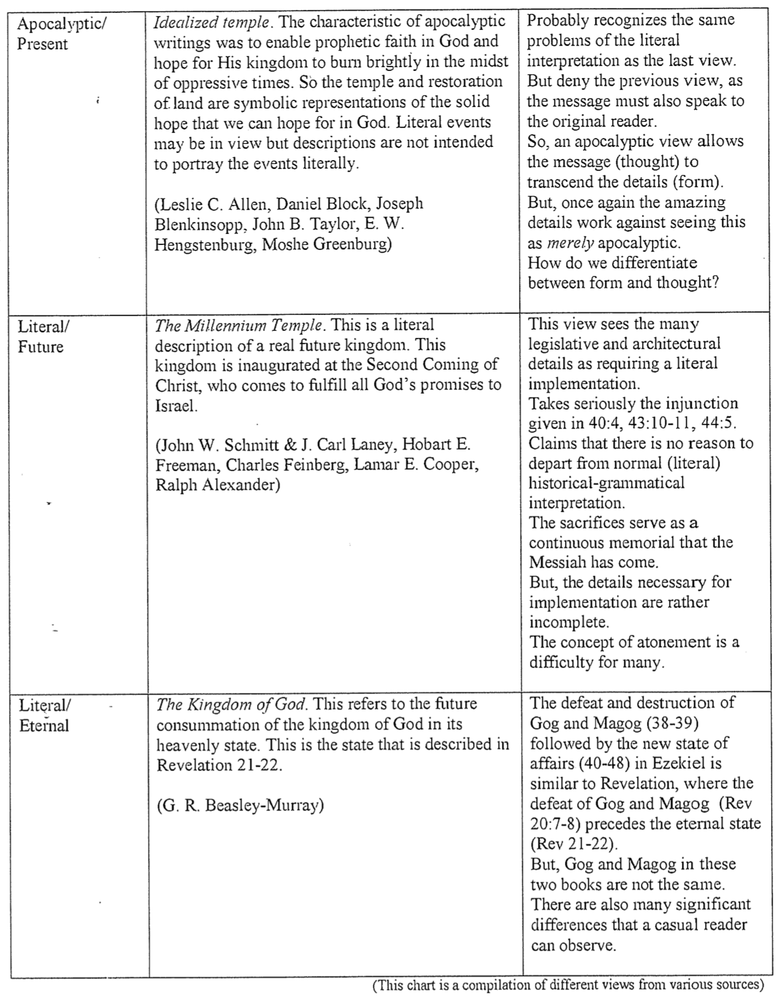 Apocalyptic/
Present
Idealized temple. The characteristic of apocalyptic
writings was to enable prophetic faith in God and
hope for His kingdom to burn brightly in the midst
of oppressive times. So the temple and restoration
of land are symbolic representations of the solid
hope that we can hope for in God. Literal events
may be in view but descriptions are not intended
to portray the events literally.
(Leslie C. Allen, Daniel Block, Joseph
Blenkinsopp, John B. Taylor, E. W.
Hengstenburg, Moshe Greenburg)
Probably recognizes the same
problems of the literal
interpretation as the last view.
But deny the previous view, as
the message must also speak to
the original reader.
So, an apocalyptic view allows
the message (thought) to
transcend the details (form).
But, once again the amazing
details work against seeing this
as merely apocalyptic.
How do we differentiate
between form and thought?
Literal/
Future
The Millennium Temple. This is a literal
description of a real future kingdom. This
kingdom is inaugurated at the Second Coming of
Christ, who comes to fulfill all God's promises to
Israel.
(John W. Schmitt & J. Carl Laney, Hobart E.
Freeman, Charles Feinberg, Lamar E. Cooper,
Ralph Alexander)
This view sees the many
legislative and architectural
details as requiring a literal
implementation.
Takes seriously the injunction
given in 40:4, 43:10-11, 44:5.
Claims that there is no reason to
depart from normal (literal)
historical-grammatical
interpretation.
The sacrifices serve as a
continuous memorial that the
Messiah has come.
But, the details necessary for
implementation are rather
incomplete.
The concept of atonement is a
difficulty for many.
Literal/
Eternal
The Kingdom of God. This refers to the future
consummation of the kingdom of God in its
heavenly state. This is the state that is described in
Revelation 21-22.
(G. R. Beasley-Murray)
The defeat and destruction of
Gog and Magog (38-39)
followed by the new state of
affairs (40-48) in Ezekiel is
similar to Revelation, where the
defeat of Gog and Magog (Rev
20:7-8) precedes the eternal state
(Rev 21-22).
But, Gog and Magog in these
two books are not the same.
There are also many significant
differences that a casual reader
can observe.
(This chart is a compilation of different views from various sources)